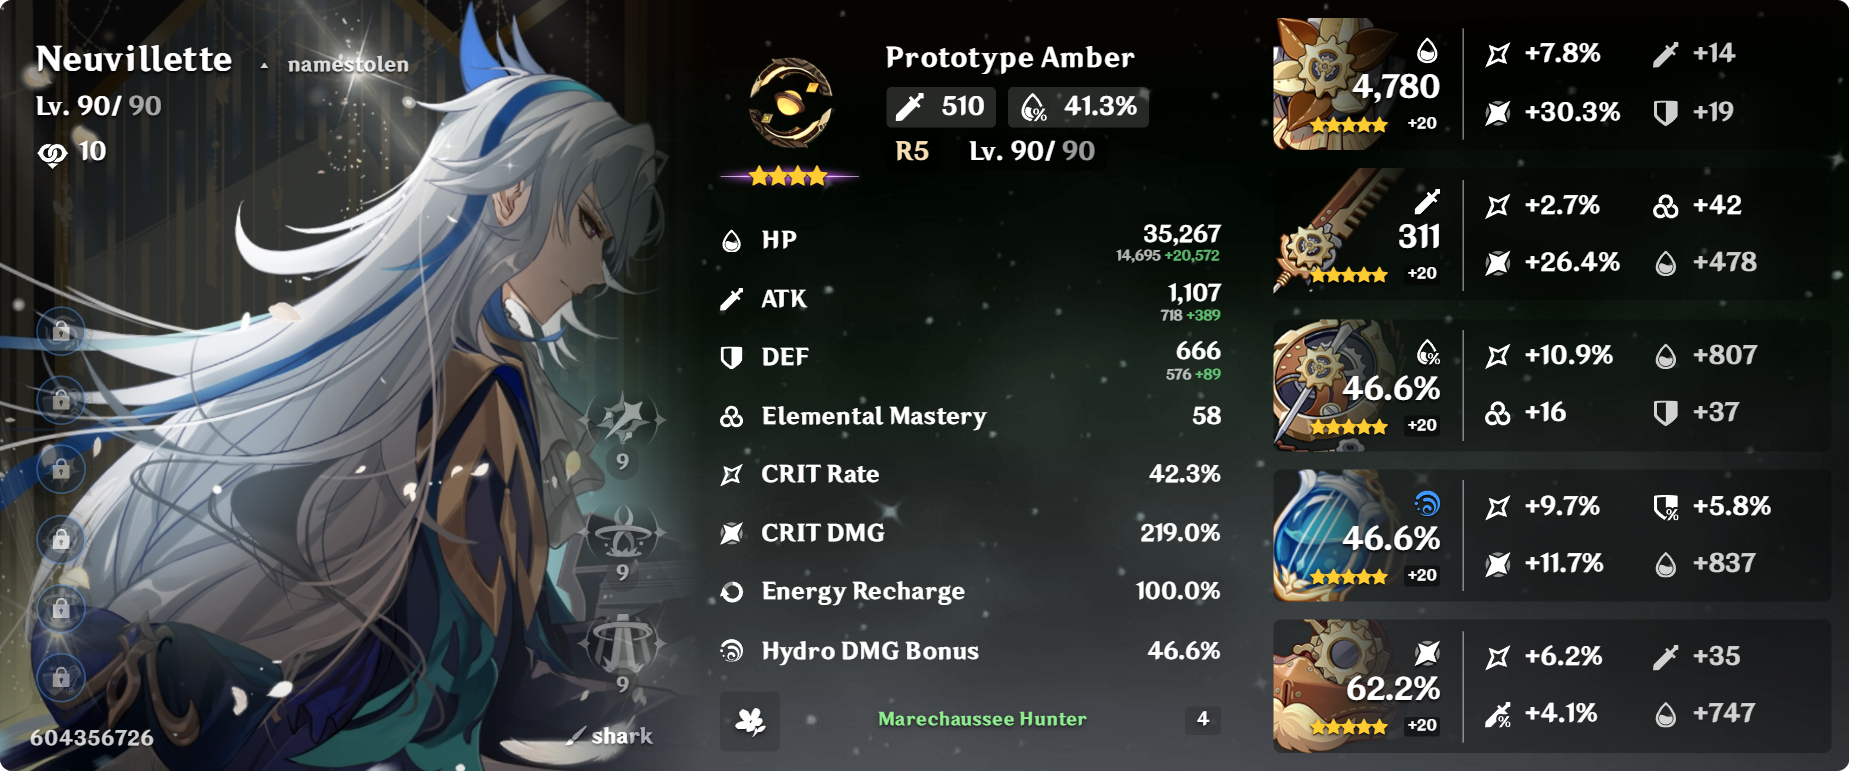 Neuvillette namestolen
Lv. 90/ 90
10
9
9
9
604356726
shark
Prototype Amber
510 41.3%
R5 Lv. 90/ 90
HP 35,267
14,695 +20,572
ATK 1,107
718 +389
DEF 666
576 +89
Elemental Mastery 58
CRIT Rate 42.3%
CRIT DMG 219.0%
Energy Recharge 100.0%
Hydro DMG Bonus 46.6%
Marechaussee Hunter 4
4,780
+20
+7.8% +14
+30.3% +19
311
+20
+2.7% +42
+26.4% +478
46.6%
+20
+10.9% +807
+16 +37
46.6%
+20
+9.7% +5.8%
+11.7% +837
62.2%
+20
+6.2% +35
+4.1% +747